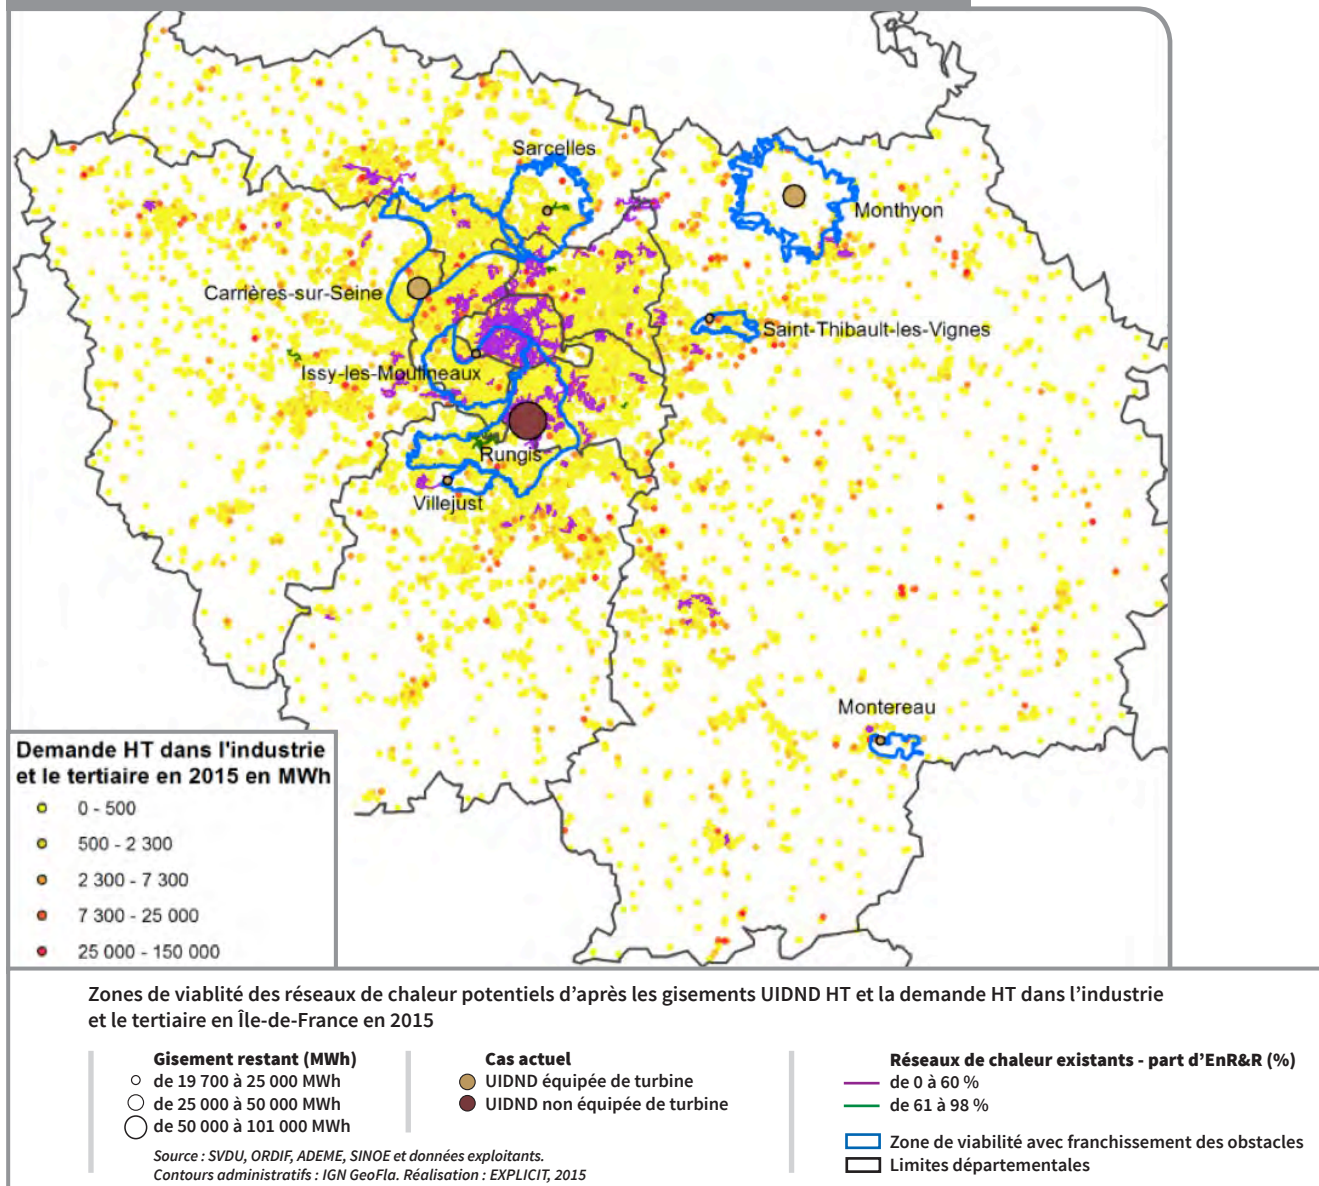 Sarcelles
Monthyon
Carrières-sur-Seine
Saint-Thibault-les-Vignes
Issy-les-Moulineaux
Rungis
Villejust
Montereau
Demande HT dans l'industrie
et le tertiaire en 2015 en MWh
0 - 500
500 - 2 300
2 300 - 7 300
7 300 - 25 000
25 000 - 150 000
Zones de viablité des réseaux de chaleur potentiels d’après les gisements UIDND HT et la demande HT dans l’industrie
et le tertiaire en Île-de-France en 2015
Gisement restant (MWh)
de 19 700 à 25 000 MWh
de 25 000 à 50 000 MWh
de 50 000 à 101 000 MWh
Source : SVDU, ORDIF, ADEME, SINOE et données exploitants.
Contours administratifs : IGN GeoFla. Réalisation : EXPLICIT, 2015
Cas actuel
UIDND équipée de turbine
UIDND non équipée de turbine
Réseaux de chaleur existants - part d’EnR&R (%)
de 0 à 60 %
de 61 à 98 %
Zone de viabilité avec franchissement des obstacles
Limites départementales